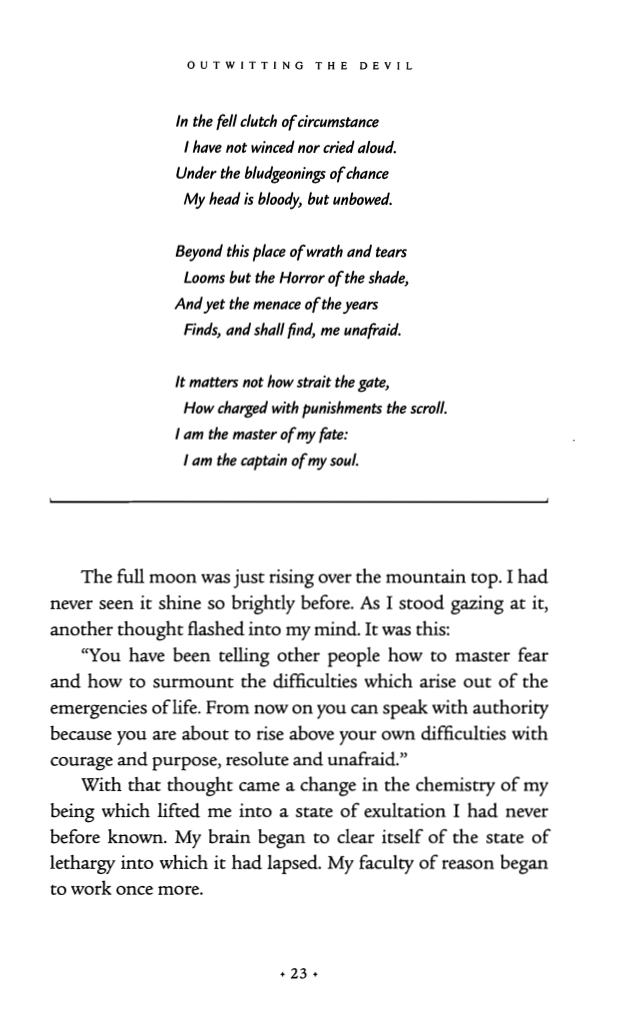 OUTWITTING THE DEVIL
In the fell clutch of circumstance
I have not winced nor cried aloud.
Under the bludgeonings of chance
My head is bloody, but unbowed.
Beyond this place of wrath and tears
Looms but the Horror of the shade,
And yet the menace of the years
Finds, and shall find, me unafraid.
It matters not how strait the gate,
How charged with punishments the scroll.
I am the master of my fate:
I am the captain of my soul.
The full moon was just rising over the mountain top. I had
never seen it shine so brightly before. As I stood gazing at it,
another thought flashed into my mind. It was this:
“You have been telling other people how to master fear
and how to surmount the difficulties which arise out of the
emergencies of life. From now on you can speak with authority
because you are about to rise above your own difficulties with
courage and purpose, resolute and unafraid.”
With that thought came a change in the chemistry of my
being which lifted me into a state of exultation I had never
before known. My brain began to clear itself of the state of
lethargy into which it had lapsed. My faculty of reason began
to work once more.
• 23 •